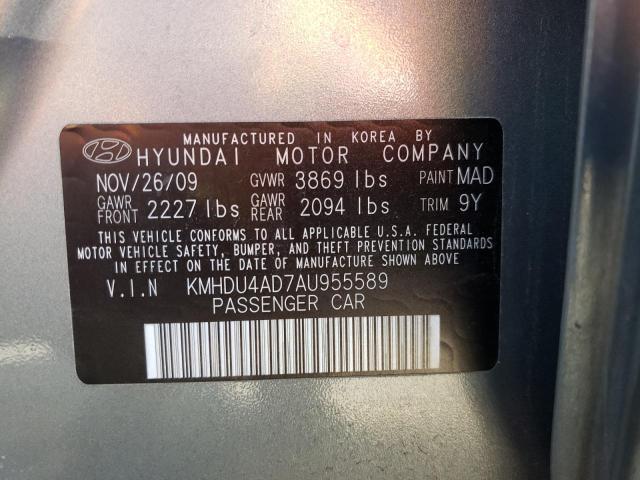 MANUFACTURED IN KOREA BY
HYUNDAI MOTOR COMPANY
NOV/26/09 GVWR 3869 lbs PAINT MAD
GAWR FRONT 2227 lbs GAWR REAR 2094 lbs TRIM 9Y
THIS VEHICLE CONFORMS TO ALL APPLICABLE U.S.A. FEDERAL
MOTOR VEHICLE SAFETY, BUMPER, AND THEFT PREVENTION STANDARDS
IN EFFECT ON THE DATE OF MANUFACTURE SHOWN ABOVE
V.I.N KMHDU4AD7AU955589
PASSENGER CAR